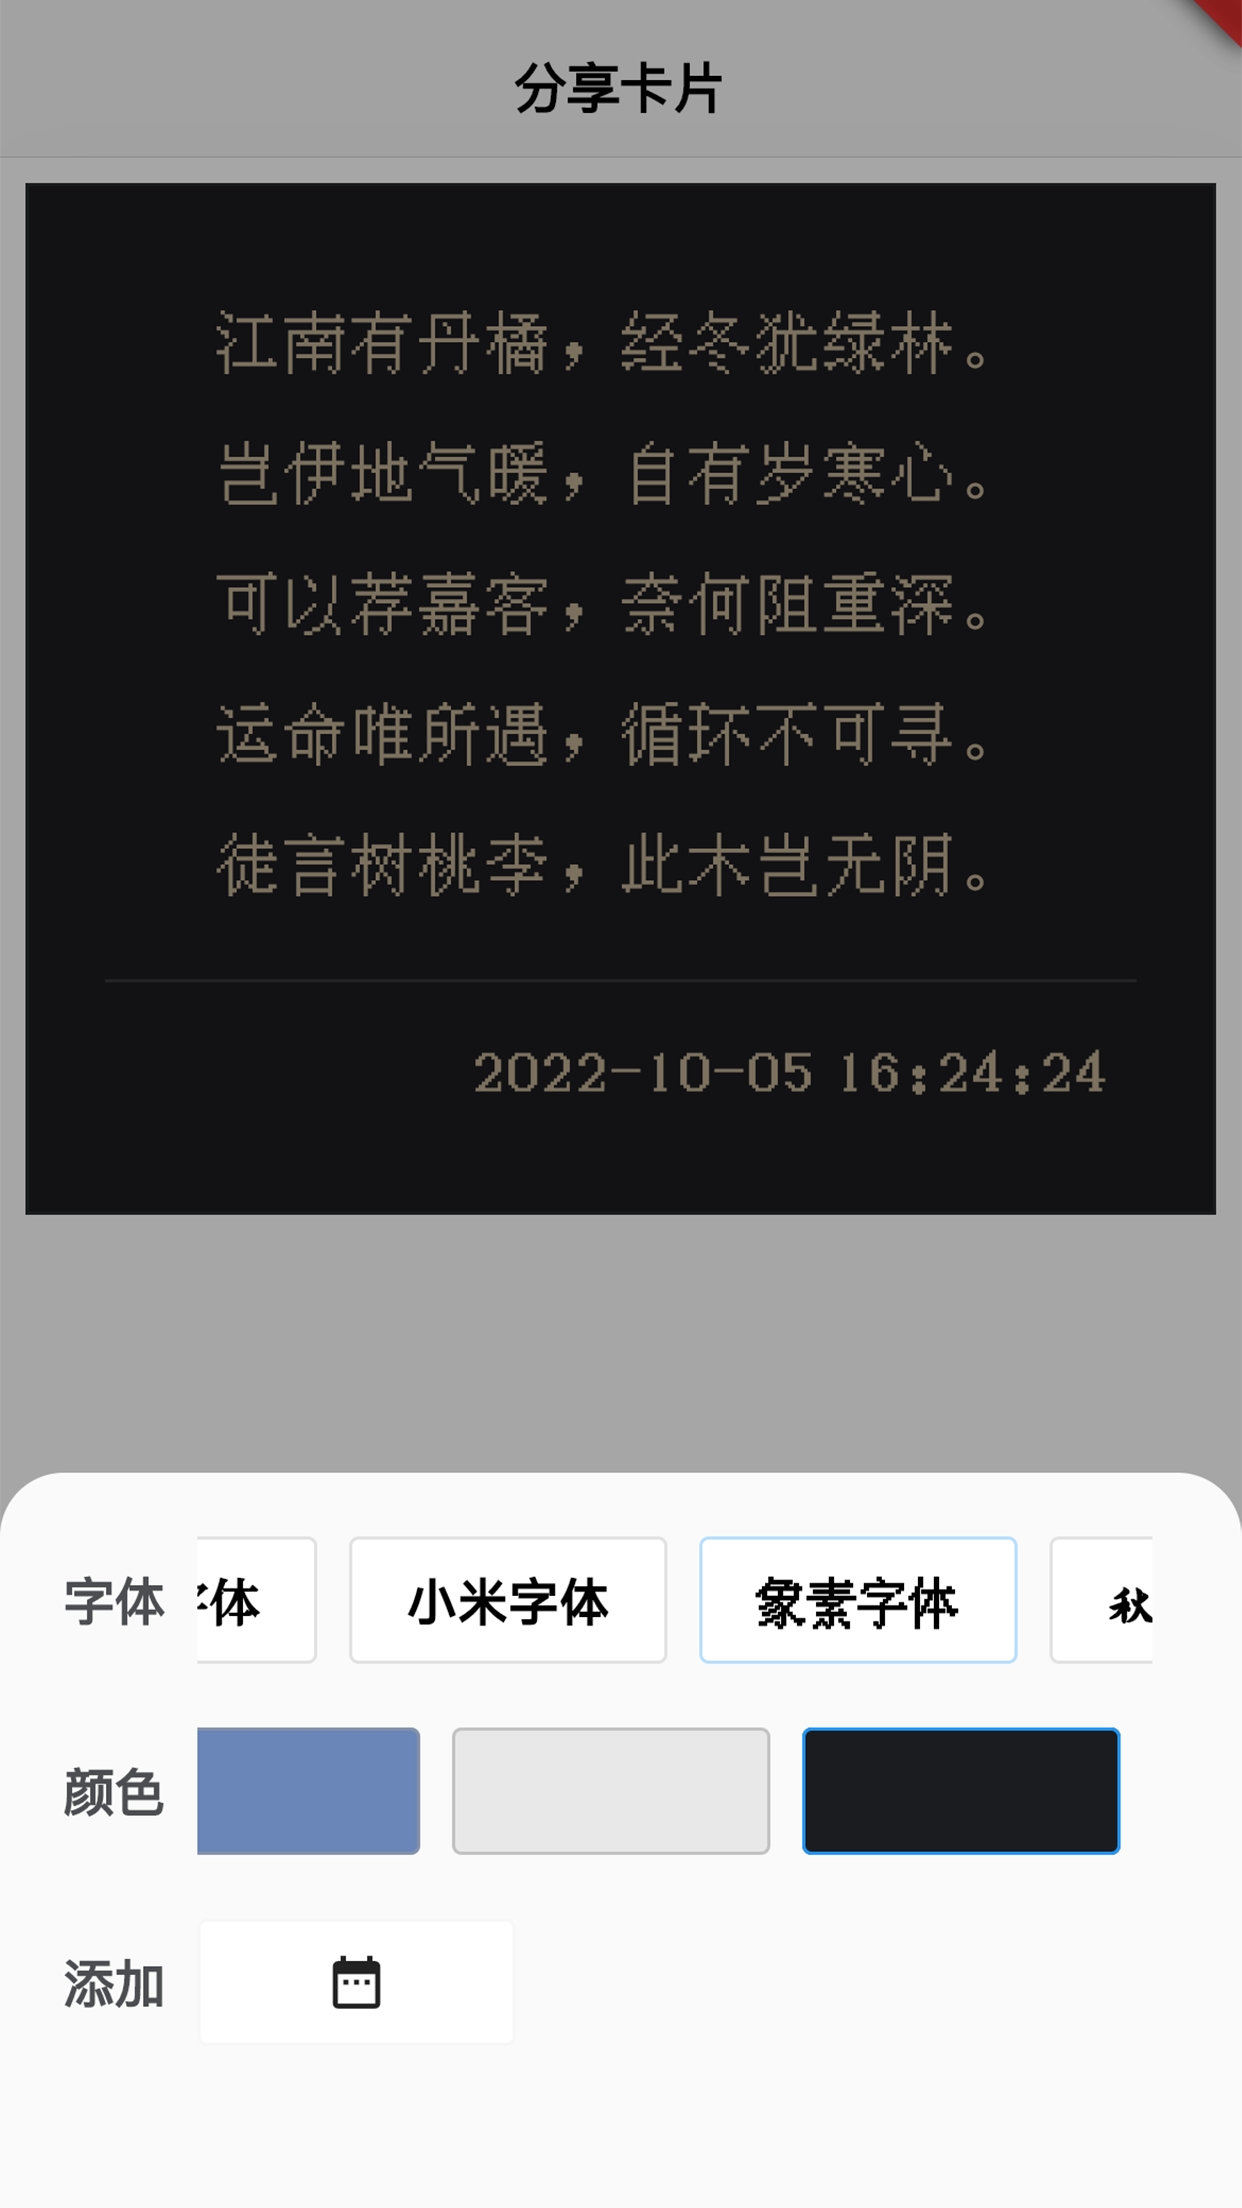 分享卡片
江南有丹橘，经冬犹绿林。
岂伊地气暖，自有岁寒心。
可以荐嘉客，奈何阻重深。
运命唯所遇，循环不可寻。
徒言树桃李，此木岂无阴。
2022-10-05 16:24:24
字体 体 小米字体 象素字体 秋
颜色
添加